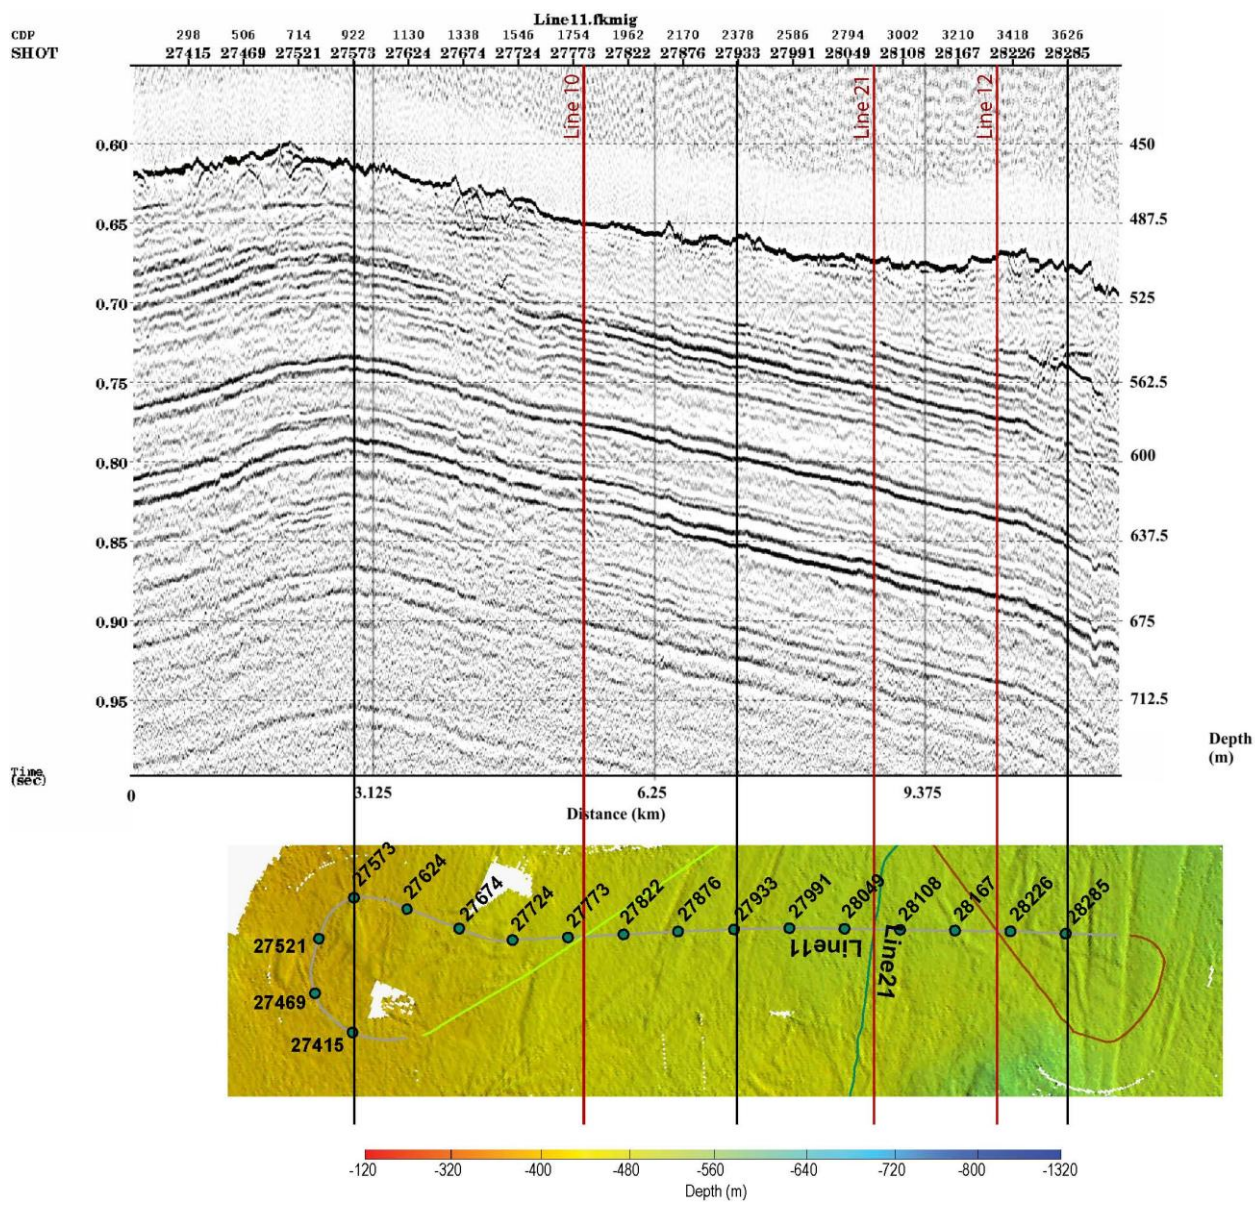 Line11.fkmig
CDP 298 506 714 922 1130 1338 1546 1754 1962 2170 2378 2586 2794 3002 3210 3418 3626
SHOT 27415 27469 27521 27573 27624 27674 27724 27773 27822 27876 27933 27991 28049 28108 28167 28226 28285
Line 10
Line 21
Line 12
0.60 450
0.65 487.5
0.70 525
0.75 562.5
0.80 600
0.85 637.5
0.90 675
0.95 712.5
Depth
(m)
Time
(sec)
0 3.125 6.25 9.375
Distance (km)
27573
27624
27674
27724
27773
27822
27876
27933
27991
28049
28108
28167
28226
28285
27521
27469
27415
Line11
Line21
-120 -320 -400 -480 -560 -640 -720 -800 -1320
Depth (m)